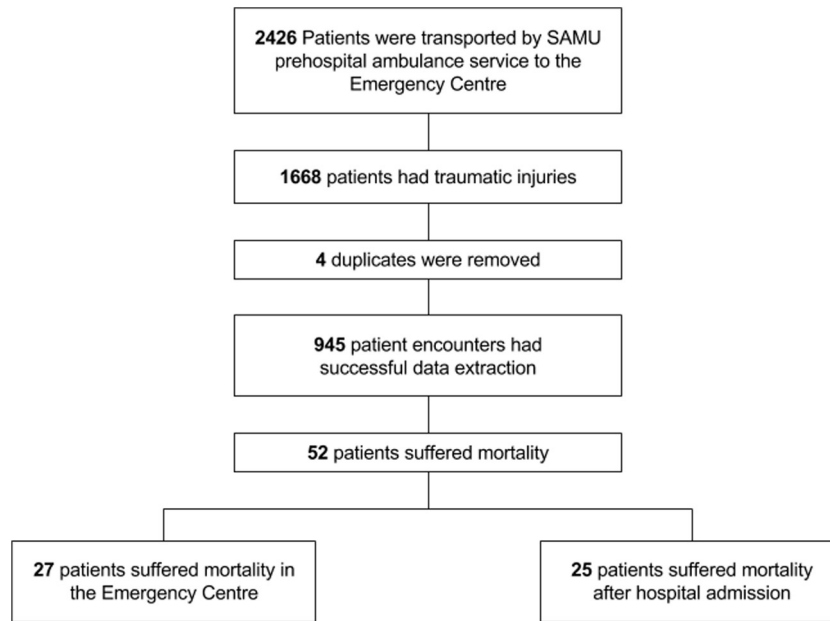 2426 Patients were transported by SAMU
prehospital ambulance service to the
Emergency Centre
1668 patients had traumatic injuries
4 duplicates were removed
945 patient encounters had
successful data extraction
52 patients suffered mortality
27 patients suffered mortality in
the Emergency Centre
25 patients suffered mortality
after hospital admission